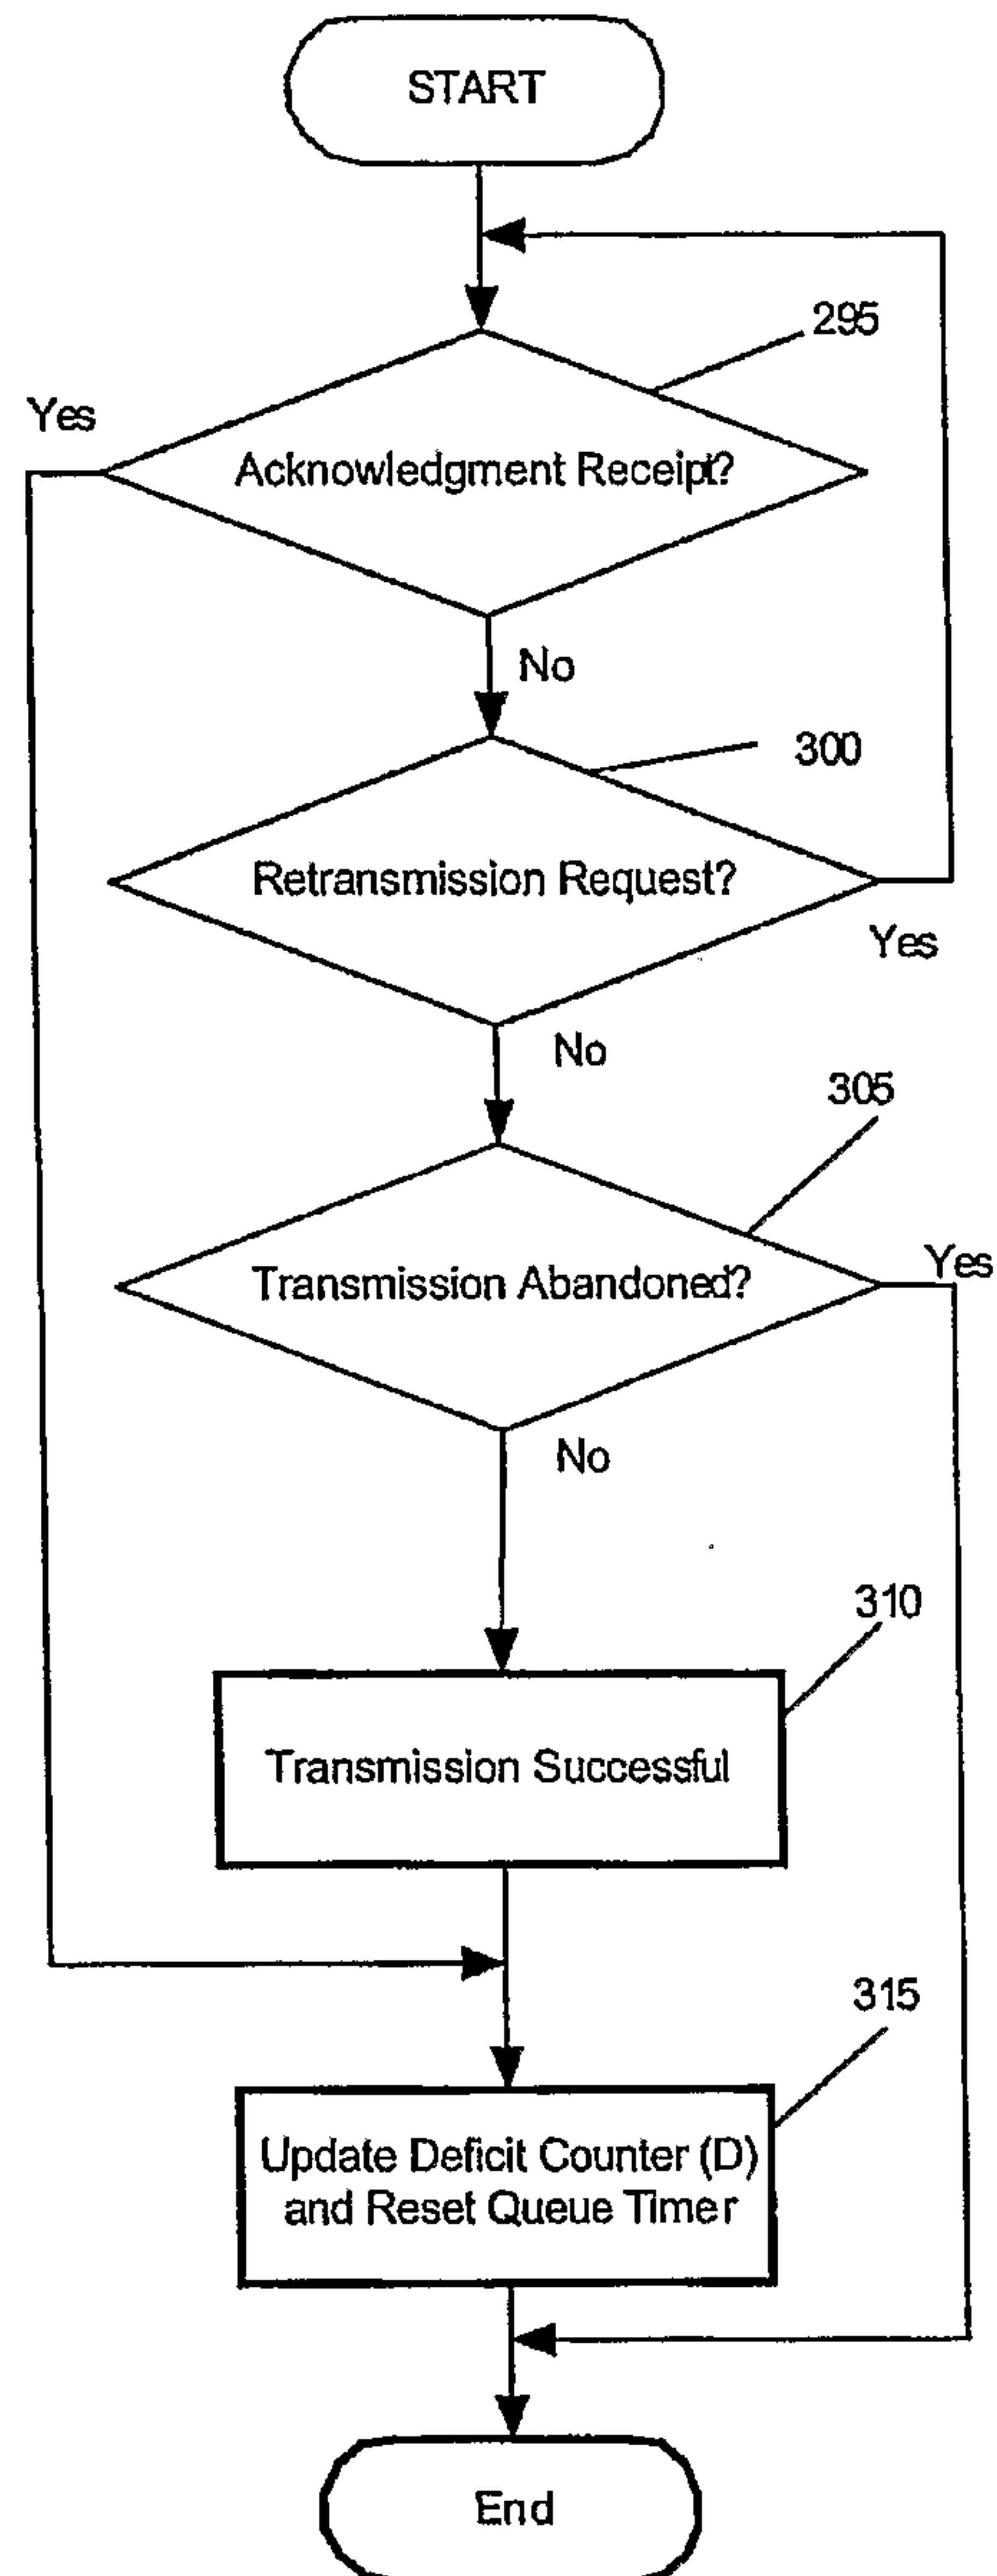 START
295
Yes
Acknowledgment Receipt?
No
300
Retransmission Request?
Yes
No
305
Yes
Transmission Abandoned?
No
310
Transmission Successful
315
Update Deficit Counter (D)
and Reset Queue Timer
End